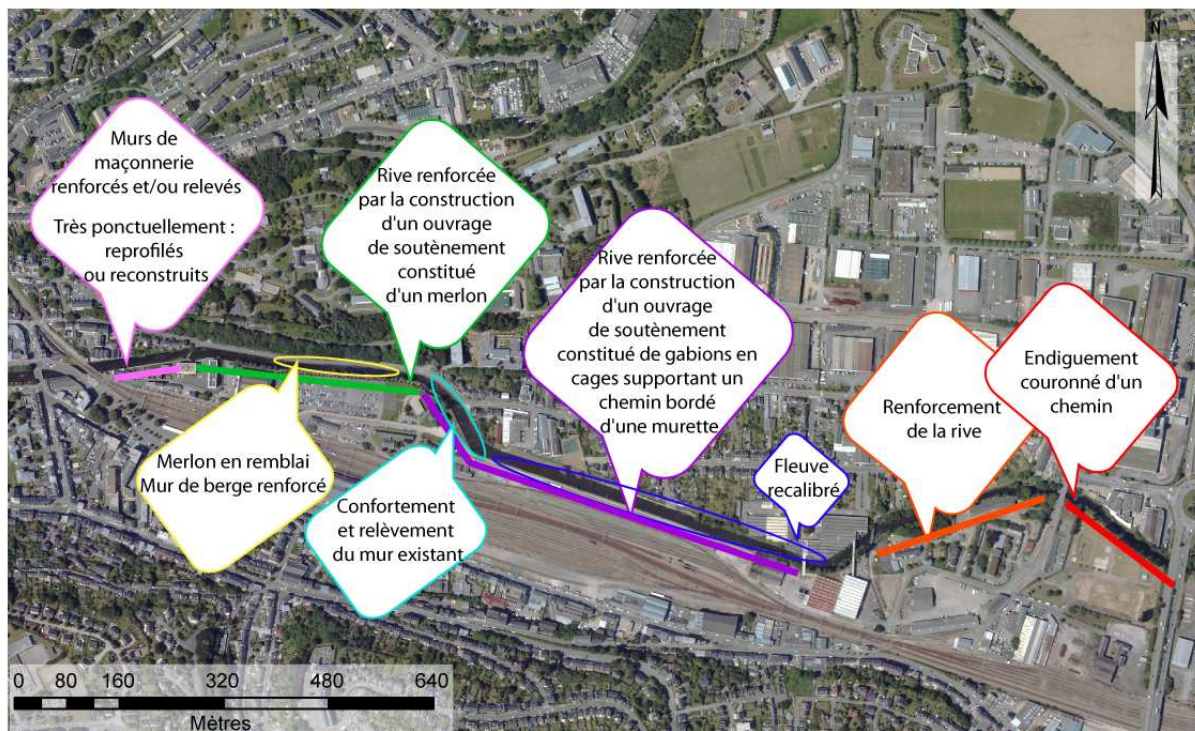 N
Murs de
maçonnerie
renforcés et/ou relevés
Très ponctuellement :
reprofilés
ou reconstruits
Rive renforcée
par la construction
d'un ouvrage
de soutènement
constitué
d'un merlon
Rive renforcée
par la construction
d'un ouvrage
de soutènement
constitué de gabions en
cages supportant un
chemin bordé
d'une murette
Endiguement
couronné d'un
chemin
Renforcement
de la rive
Fleuve
recalibré
Merlon en remblai
Mur de berge renforcé
Confortement
et relèvement
du mur existant
0 80 160 320 480 640
Mètres